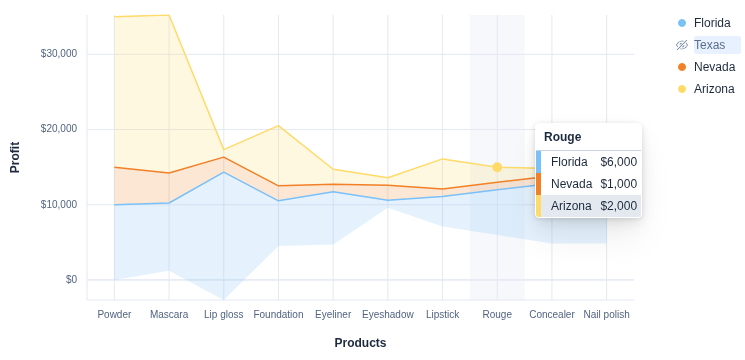 Profit
$30,000
$20,000
$10,000
$0
Powder
Mascara
Lip gloss
Foundation
Eyeliner
Eyeshadow
Lipstick
Rouge
Concealer
Nail polish
Products
Florida
Texas
Nevada
Arizona
Rouge
Florida $6,000
Nevada $1,000
Arizona $2,000